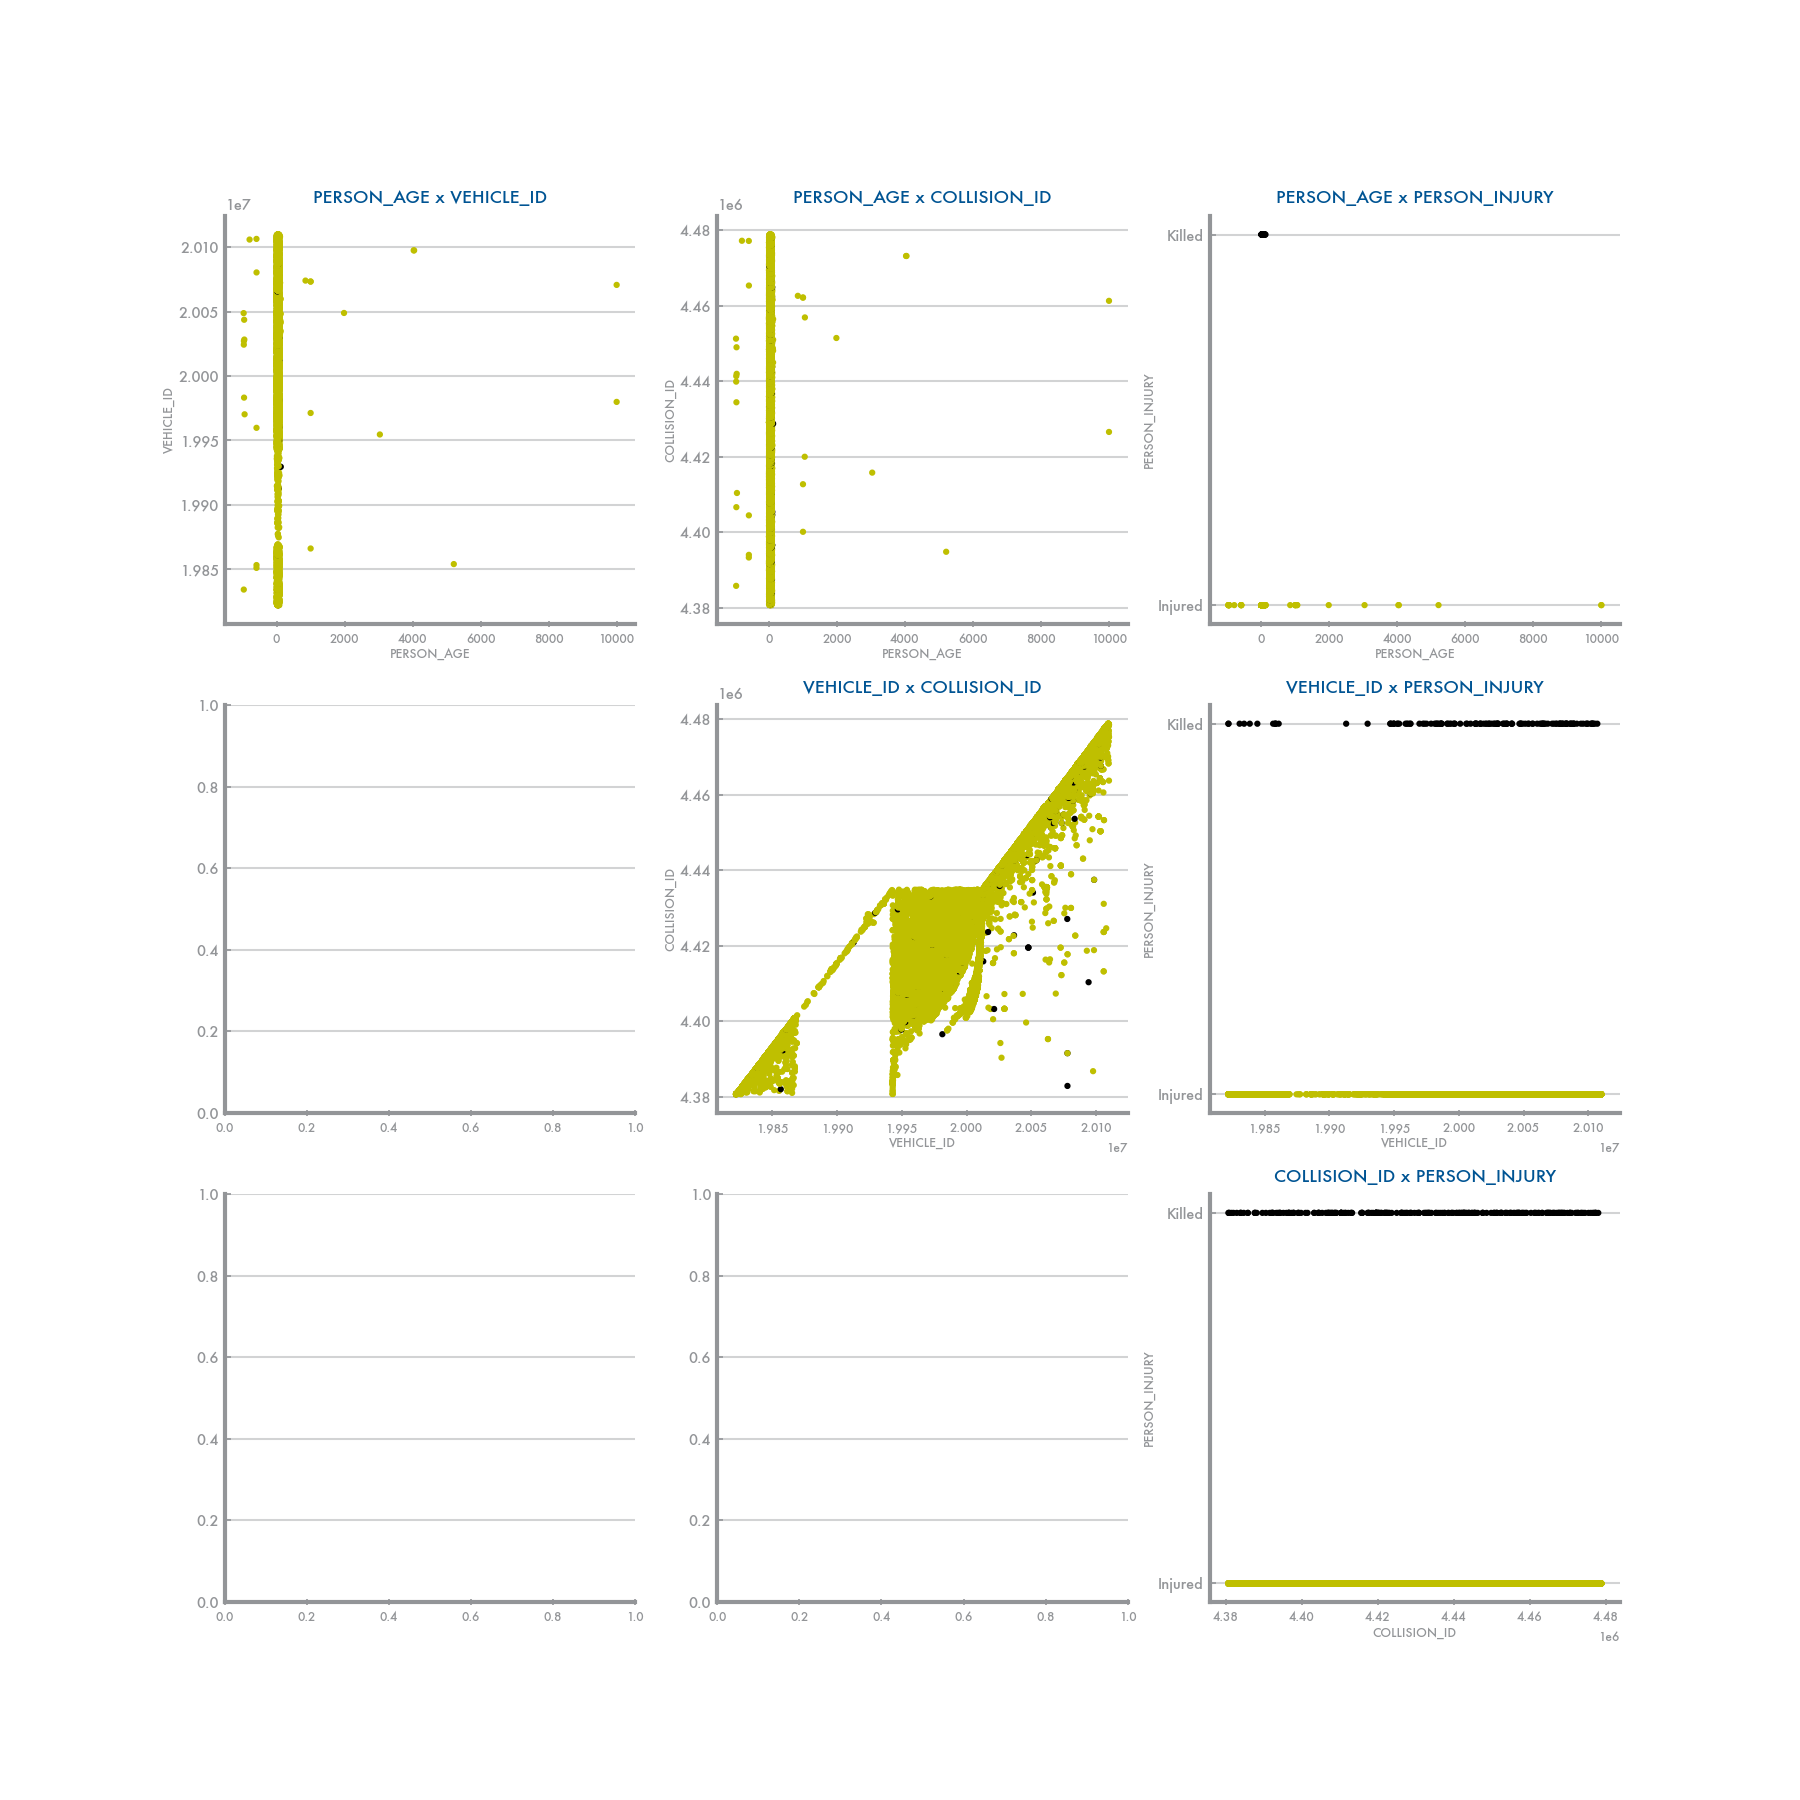 PERSON_AGE x VEHICLE_ID
1e7
2.010
2.005
2.000
1.995
1.990
1.985
VEHICLE_ID
0 2000 4000 6000 8000 10000
PERSON_AGE
PERSON_AGE x COLLISION_ID
1e6
4.48
4.46
4.44
4.42
4.40
4.38
COLLISION_ID
0 2000 4000 6000 8000 10000
PERSON_AGE
PERSON_AGE x PERSON_INJURY
Killed
Injured
PERSON_INJURY
0 2000 4000 6000 8000 10000
PERSON_AGE
1.0
0.8
0.6
0.4
0.2
0.0
0.0 0.2 0.4 0.6 0.8 1.0
VEHICLE_ID x COLLISION_ID
1e6
4.48
4.46
4.44
4.42
4.40
4.38
COLLISION_ID
1.985 1.990 1.995 2.000 2.005 2.010
VEHICLE_ID
1e7
VEHICLE_ID x PERSON_INJURY
Killed
Injured
PERSON_INJURY
1.985 1.990 1.995 2.000 2.005 2.010
VEHICLE_ID
1e7
1.0
0.8
0.6
0.4
0.2
0.0
0.0 0.2 0.4 0.6 0.8 1.0
1.0
0.8
0.6
0.4
0.2
0.0
0.0 0.2 0.4 0.6 0.8 1.0
COLLISION_ID x PERSON_INJURY
Killed
Injured
PERSON_INJURY
4.38 4.40 4.42 4.44 4.46 4.48
COLLISION_ID
1e6